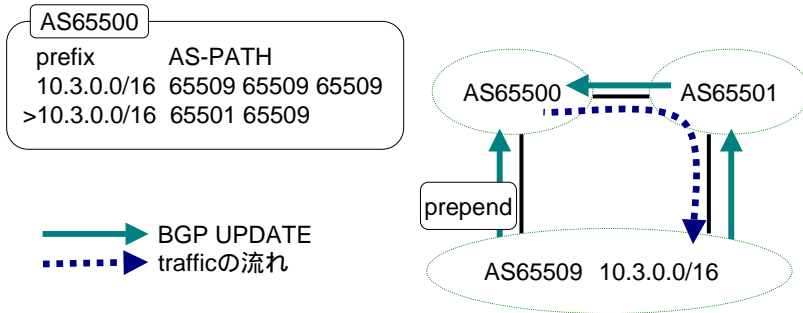 AS65500
prefix AS-PATH
10.3.0.0/16 65509 65509 65509
>10.3.0.0/16 65501 65509
AS65500
AS65501
prepend
BGP UPDATE
trafficの流れ
AS65509 10.3.0.0/16